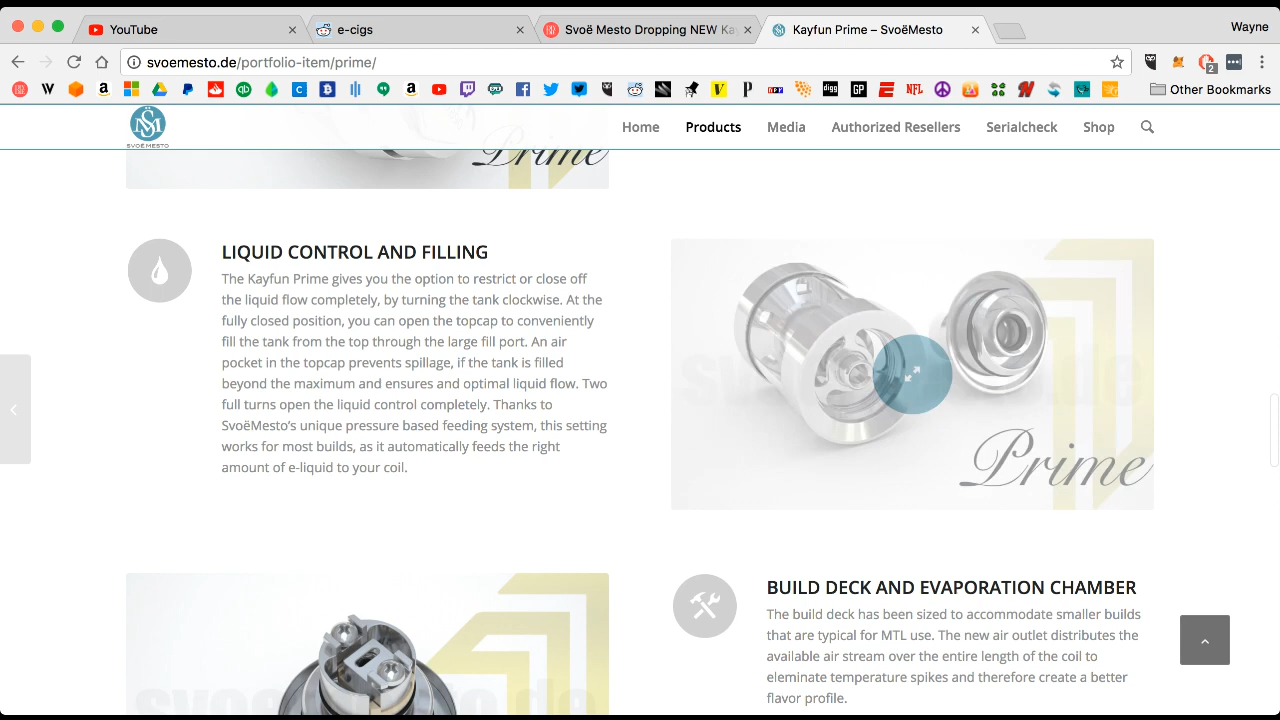 YouTube
e-cigs
Svoë Mesto Dropping NEW Ka
Kayfun Prime – SvoëMesto
Wayne
svoemesto.de/portfolio-item/prime/
Other Bookmarks
SVOËMESTO
Home
Products
Media
Authorized Resellers
Serialcheck
Shop
Prime
LIQUID CONTROL AND FILLING
The Kayfun Prime gives you the option to restrict or close off
the liquid flow completely, by turning the tank clockwise. At the
fully closed position, you can open the topcap to conveniently
fill the tank from the top through the large fill port. An air
pocket in the topcap prevents spillage, if the tank is filled
beyond the maximum and ensures and optimal liquid flow. Two
full turns open the liquid control completely. Thanks to
SvoëMesto's unique pressure based feeding system, this setting
works for most builds, as it automatically feeds the right
amount of e-liquid to your coil.
Prime
BUILD DECK AND EVAPORATION CHAMBER
The build deck has been sized to accommodate smaller builds
that are typical for MTL use. The new air outlet distributes the
available air stream over the entire length of the coil to
eleminate temperature spikes and therefore create a better
flavor profile.